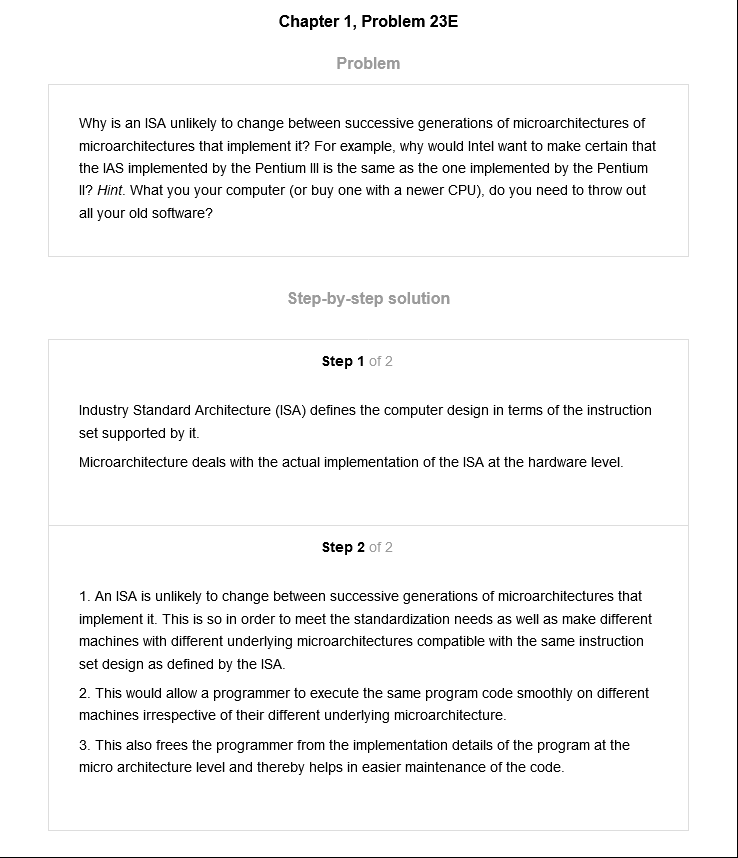 Chapter 1, Problem 23E
Problem
Why is an ISA unlikely to change between successive generations of microarchitectures of
microarchitectures that implement it? For example, why would Intel want to make certain that
the IAS implemented by the Pentium III is the same as the one implemented by the Pentium
II? Hint. What you your computer (or buy one with a newer CPU), do you need to throw out
all your old software?
Step-by-step solution
Step 1 of 2
Industry Standard Architecture (ISA) defines the computer design in terms of the instruction
set supported by it.
Microarchitecture deals with the actual implementation of the ISA at the hardware level.
Step 2 of 2
1. An ISA is unlikely to change between successive generations of microarchitectures that
implement it. This is so in order to meet the standardization needs as well as make different
machines with different underlying microarchitectures compatible with the same instruction
set design as defined by the ISA.
2. This would allow a programmer to execute the same program code smoothly on different
machines irrespective of their different underlying microarchitecture.
3. This also frees the programmer from the implementation details of the program at the
micro architecture level and thereby helps in easier maintenance of the code.